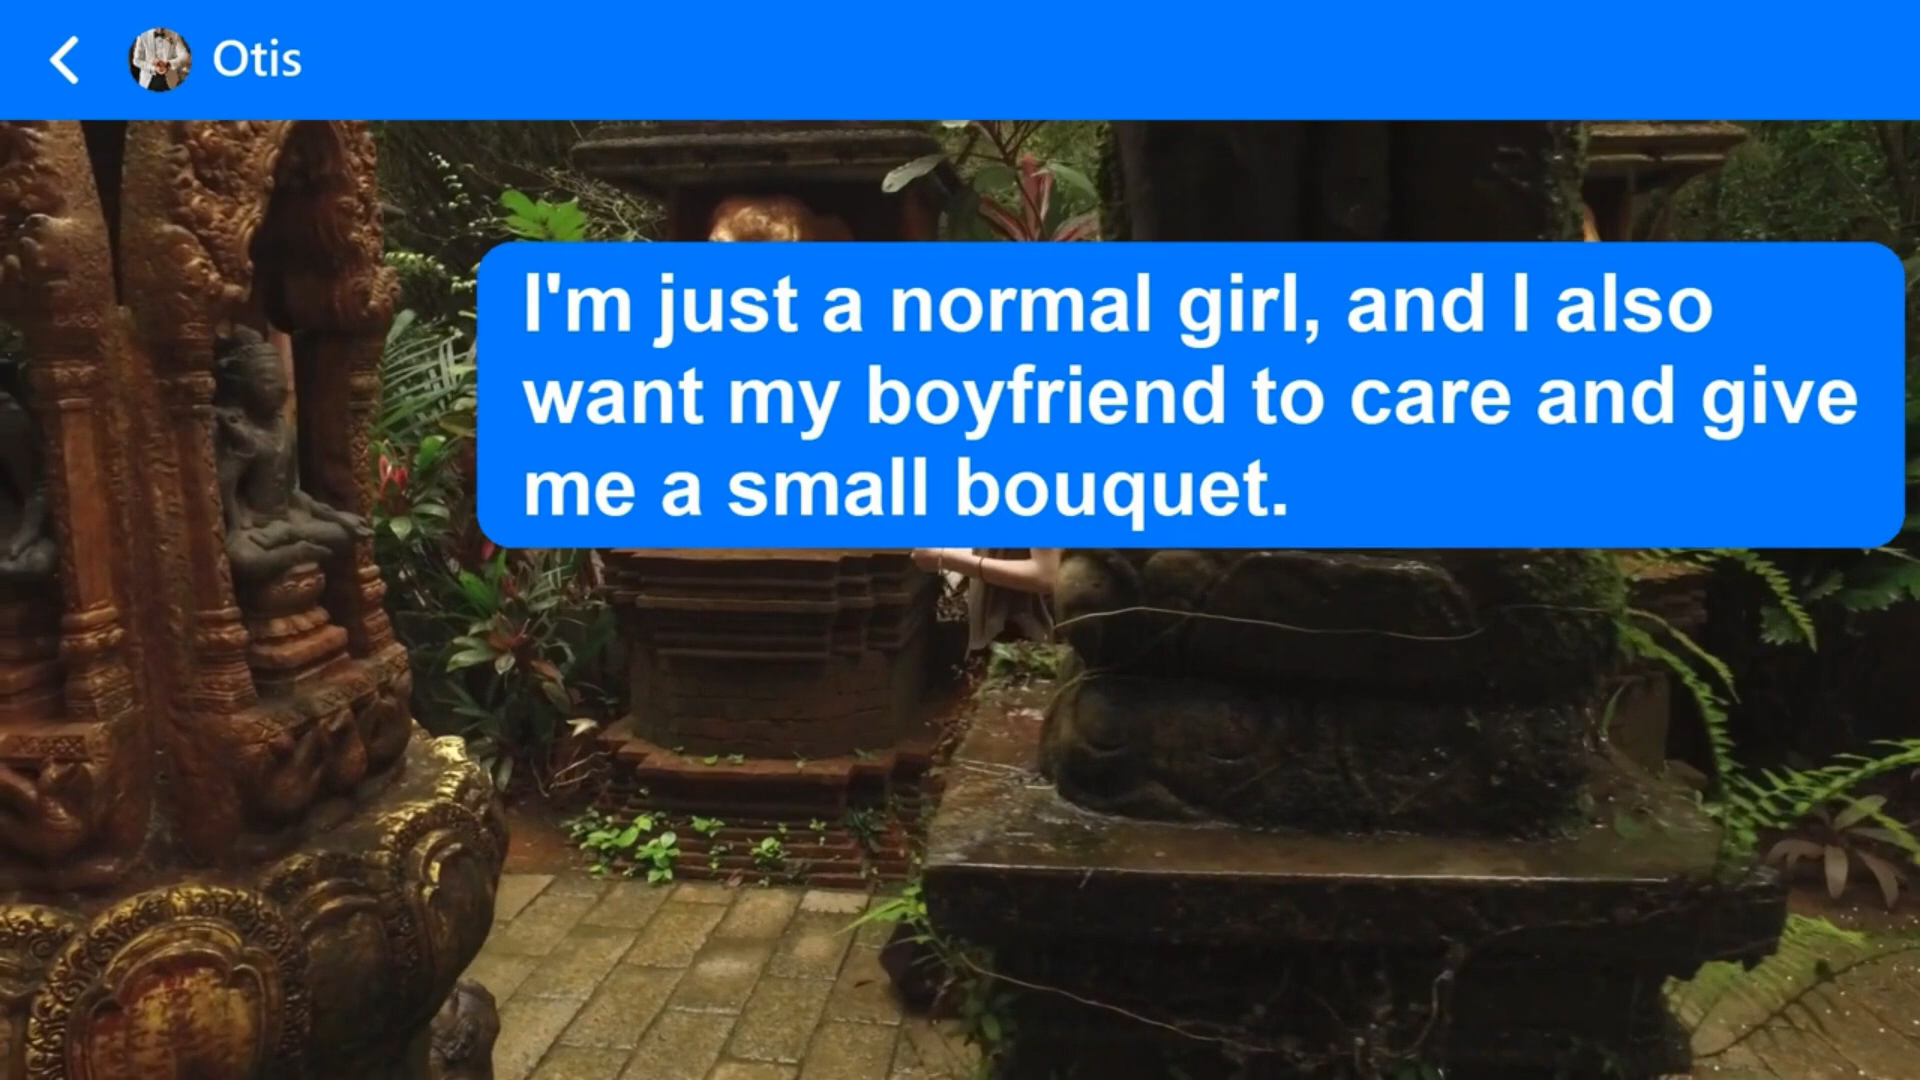 Otis
I'm just a normal girl, and I also
want my boyfriend to care and give
me a small bouquet.